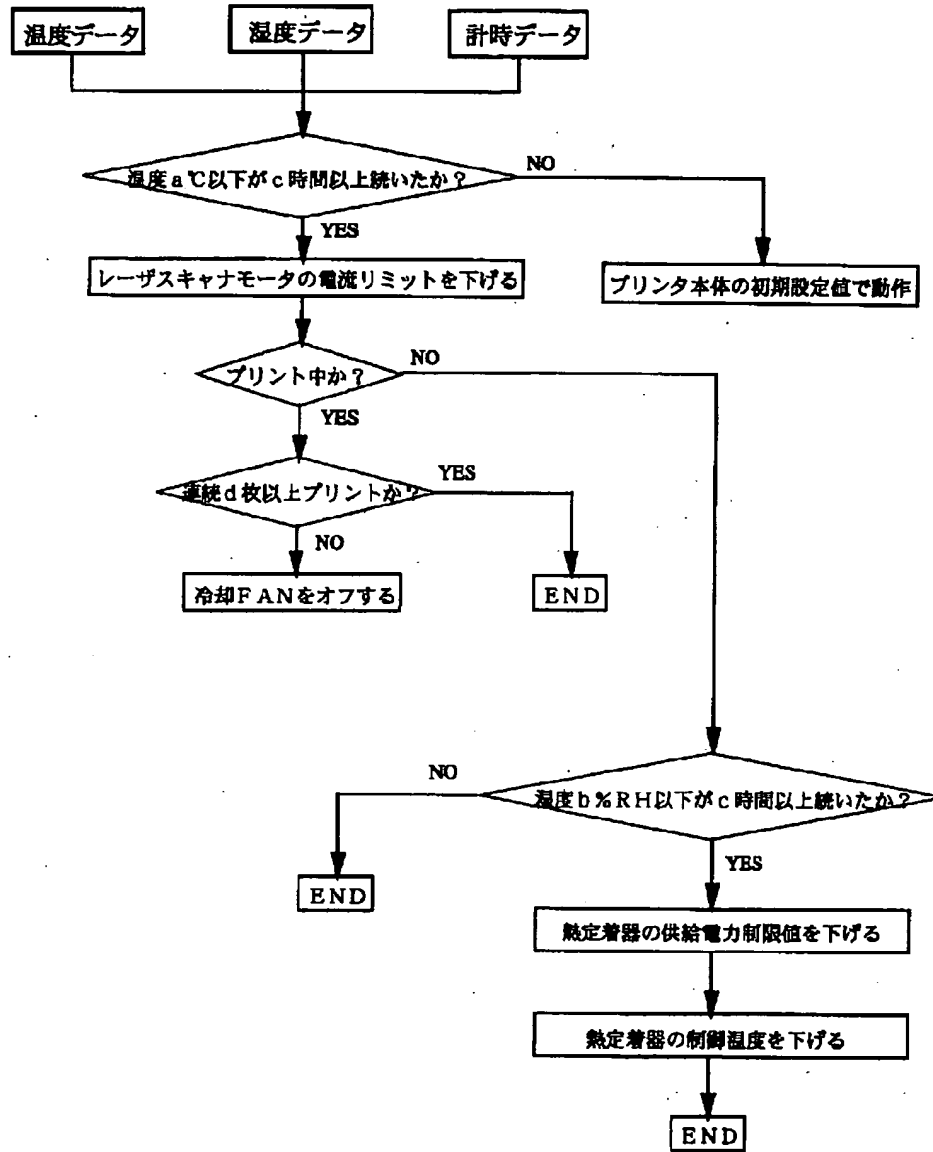 温度データ
湿度データ
計時データ
温度a℃以下がc時間以上続いたか？
NO
YES
レーザスキャナモータの電流リミットを下げる
プリンタ本体の初期設定値で動作
プリント中か？
NO
YES
連続d枚以上プリントか？
YES
NO
冷却FANをオフする
END
湿度b%RH以下がc時間以上続いたか？
NO
YES
END
熱定着器の供給電力制限値を下げる
熱定着器の制御温度を下げる
END